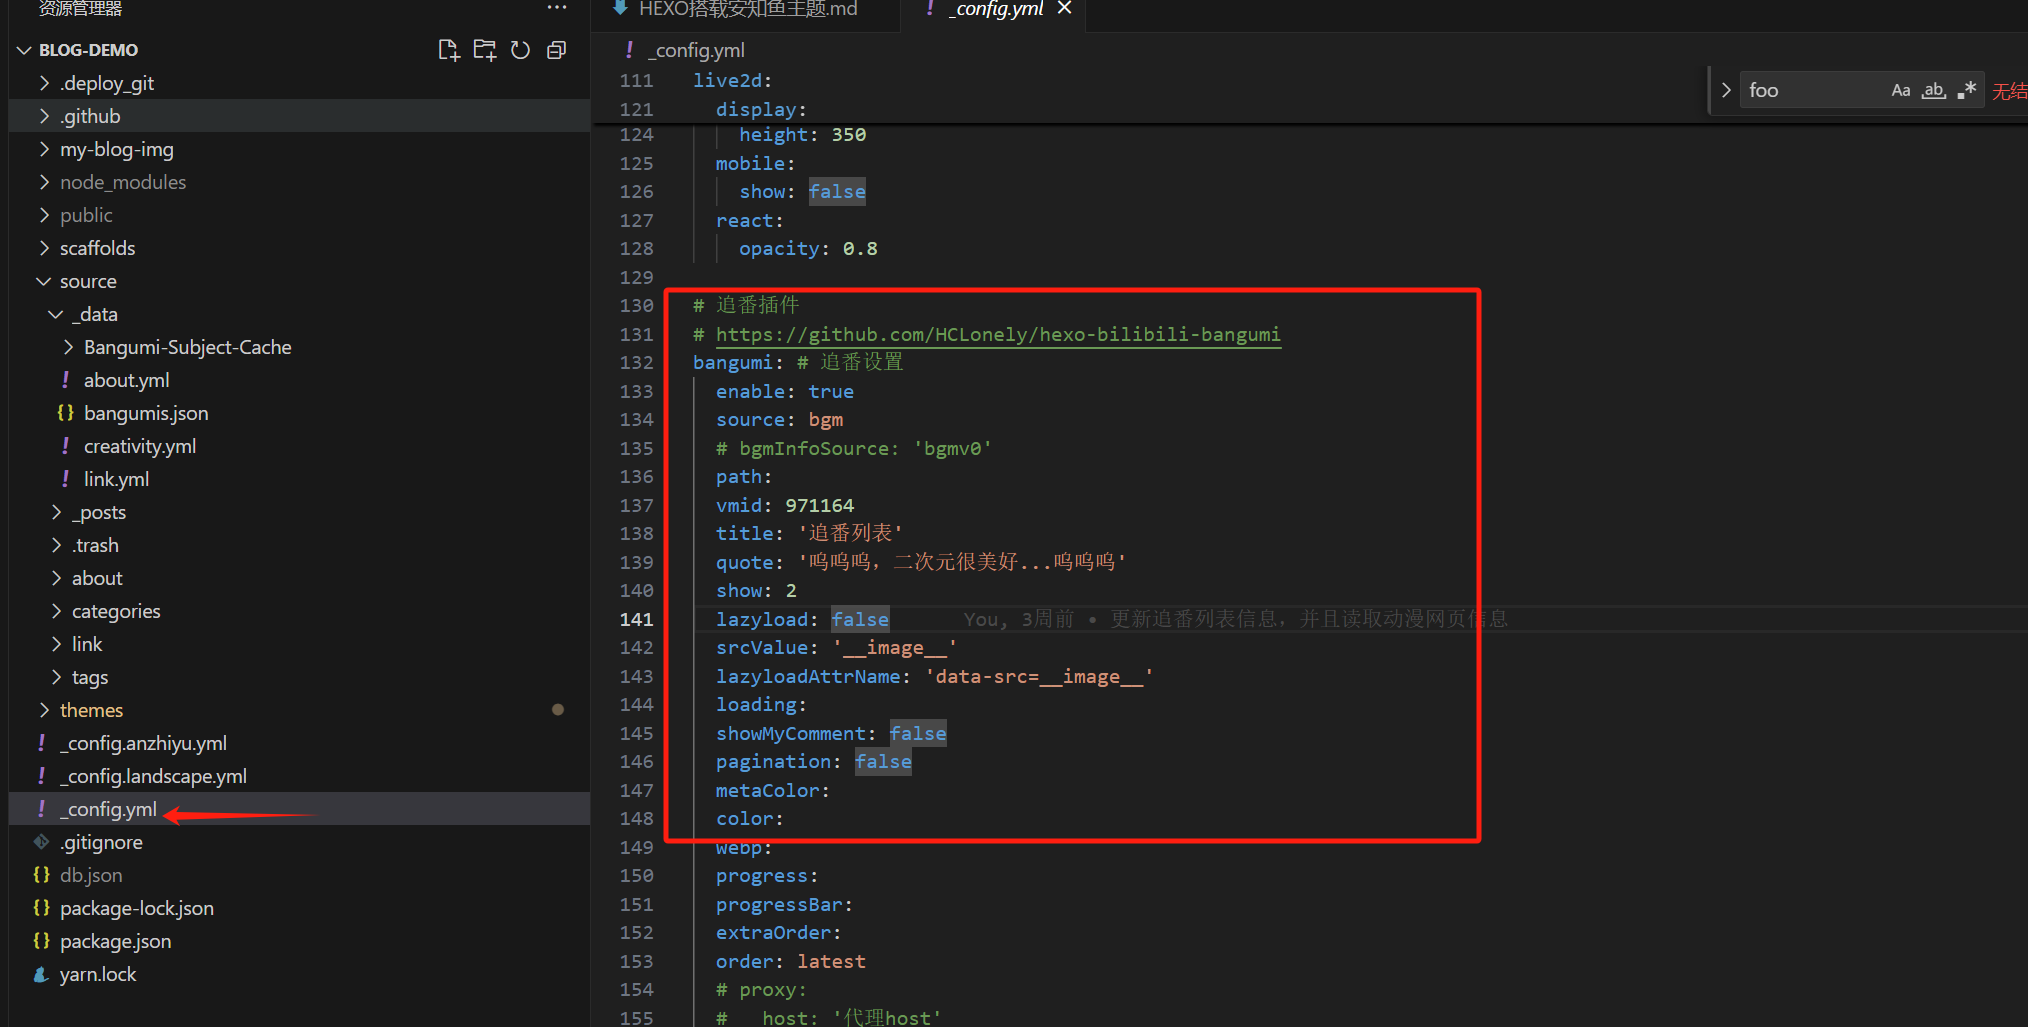 资源管理器
BLOG-DEMO
.deploy_git
.github
my-blog-img
node_modules
public
scaffolds
source
_data
Bangumi-Subject-Cache
! about.yml
{} bangumis.json
! creativity.yml
! link.yml
_posts
.trash
about
categories
link
tags
themes
! _config.anzhiyu.yml
! _config.landscape.yml
! _config.yml
.gitignore
{} db.json
{} package-lock.json
{} package.json
yarn.lock
HEXO搭载安知鱼主题.md
! _config.yml
! _config.yml
foo
Aa ab .* 无结
111 live2d:
121 display:
124 height: 350
125 mobile:
126 show: false
127 react:
128 opacity: 0.8
129
130 # 追番插件
131 # https://github.com/HCLonely/hexo-bilibili-bangumi
132 bangumi: # 追番设置
133 enable: true
134 source: bgm
135 # bgmInfoSource: 'bgmv0'
136 path:
137 vmid: 971164
138 title: '追番列表'
139 quote: '呜呜呜，二次元很美好...呜呜呜'
140 show: 2
141 lazyload: false You, 3周前 • 更新追番列表信息，并且读取动漫网页信息
142 srcValue: '__image__'
143 lazyloadAttrName: 'data-src=__image__'
144 loading:
145 showMyComment: false
146 pagination: false
147 metaColor:
148 color:
149 webp:
150 progress:
151 progressBar:
152 extraOrder:
153 order: latest
154 # proxy:
155 # host: '代理host'